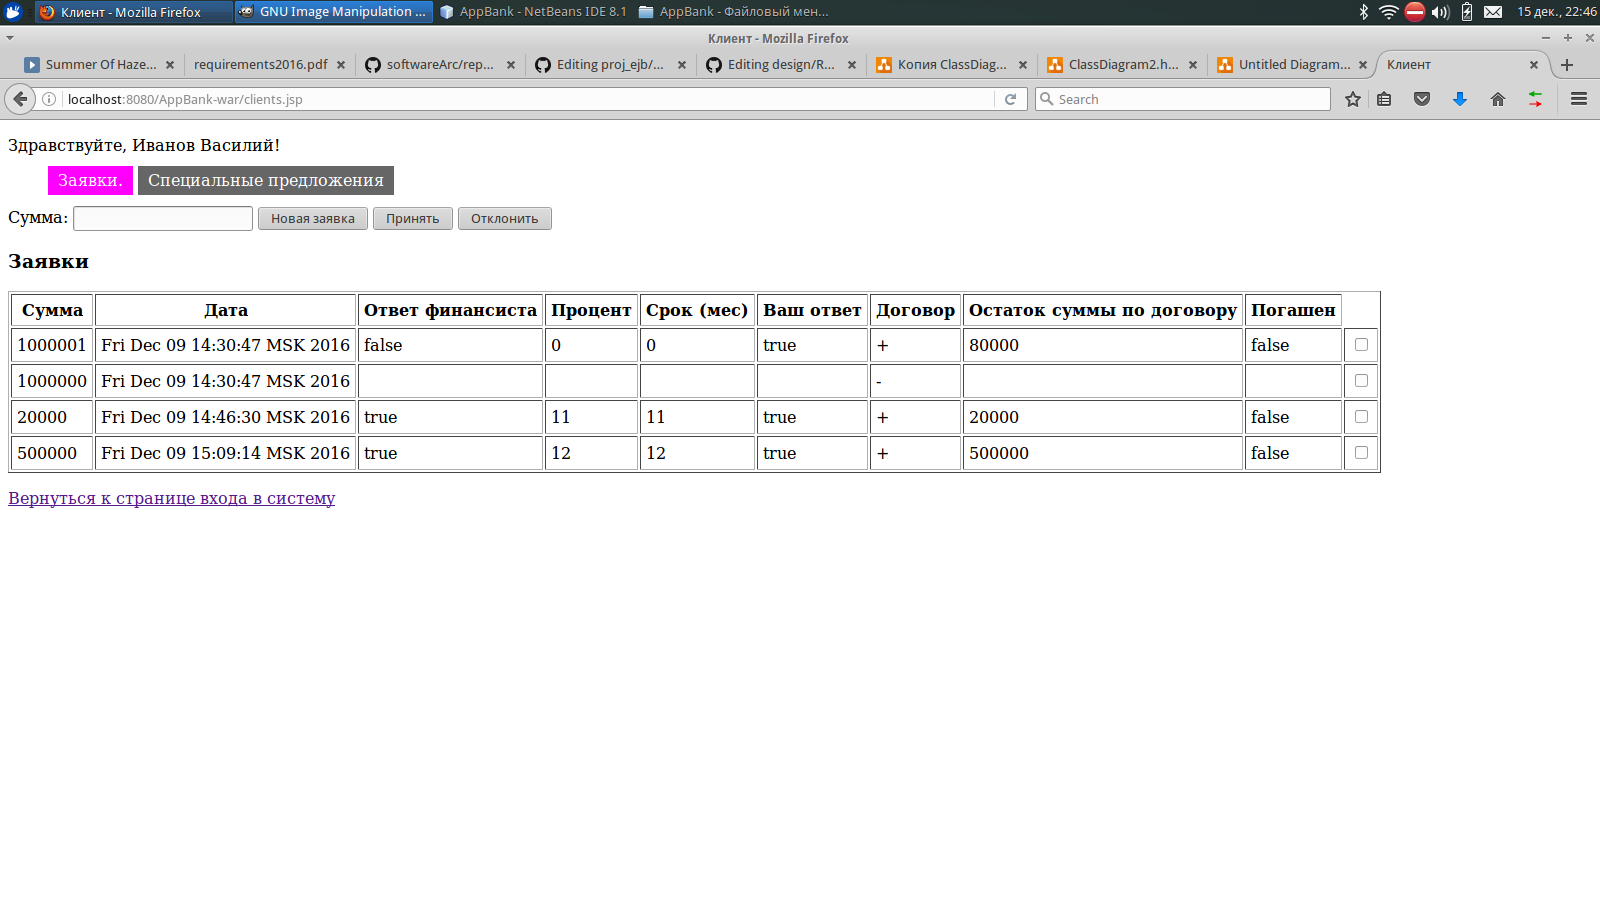 Клиент - Mozilla Firefox GNU Image Manipulation ... AppBank - NetBeans IDE 8.1 AppBank - Файловый мен... 15 дек., 22:46
Клиент - Mozilla Firefox
Summer Of Haze... requirements2016.pdf softwareArc/rep... Editing proj_ejb/... Editing design/R... Копия ClassDiag... ClassDiagram2.h... Untitled Diagram... Клиент
localhost:8080/AppBank-war/clients.jsp Search
Здравствуйте, Иванов Василий!
Заявки. Специальные предложения
Сумма: Новая заявка Принять Отклонить
Заявки
Сумма Дата Ответ финансиста Процент Срок (мес) Ваш ответ Договор Остаток суммы по договору Погашен
1000001 Fri Dec 09 14:30:47 MSK 2016 false 0 0 true + 80000 false
1000000 Fri Dec 09 14:30:47 MSK 2016 -
20000 Fri Dec 09 14:46:30 MSK 2016 true 11 11 true + 20000 false
500000 Fri Dec 09 15:09:14 MSK 2016 true 12 12 true + 500000 false
Вернуться к странице входа в систему